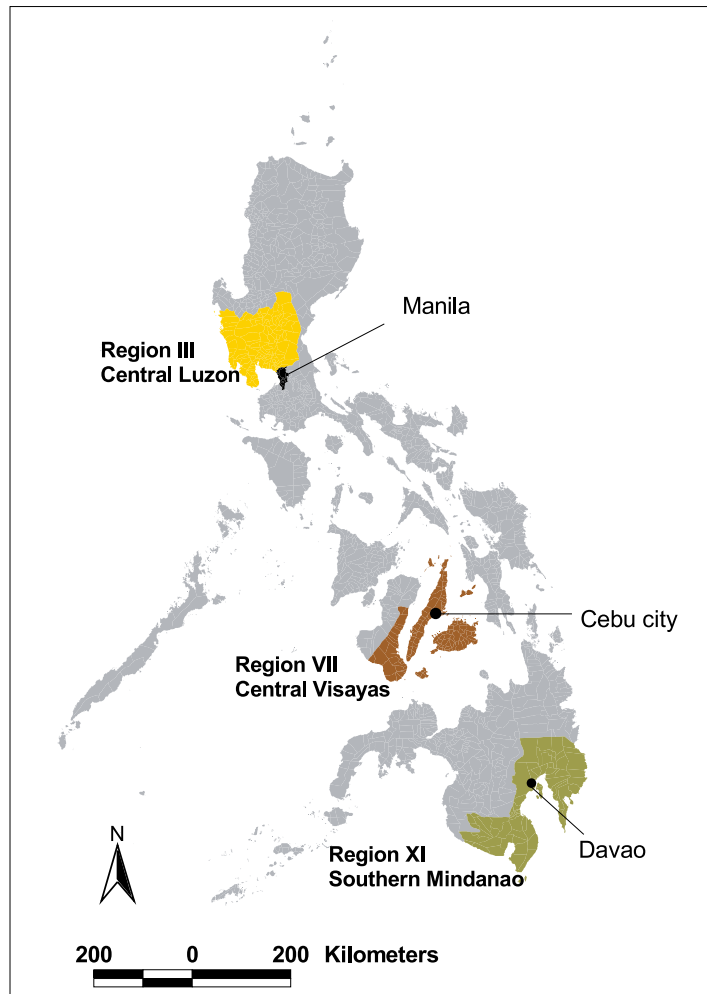 Manila
Region III
Central Luzon
Cebu city
Region VII
Central Visayas
Davao
Region XI
Southern Mindanao
N
200 0 200 Kilometers